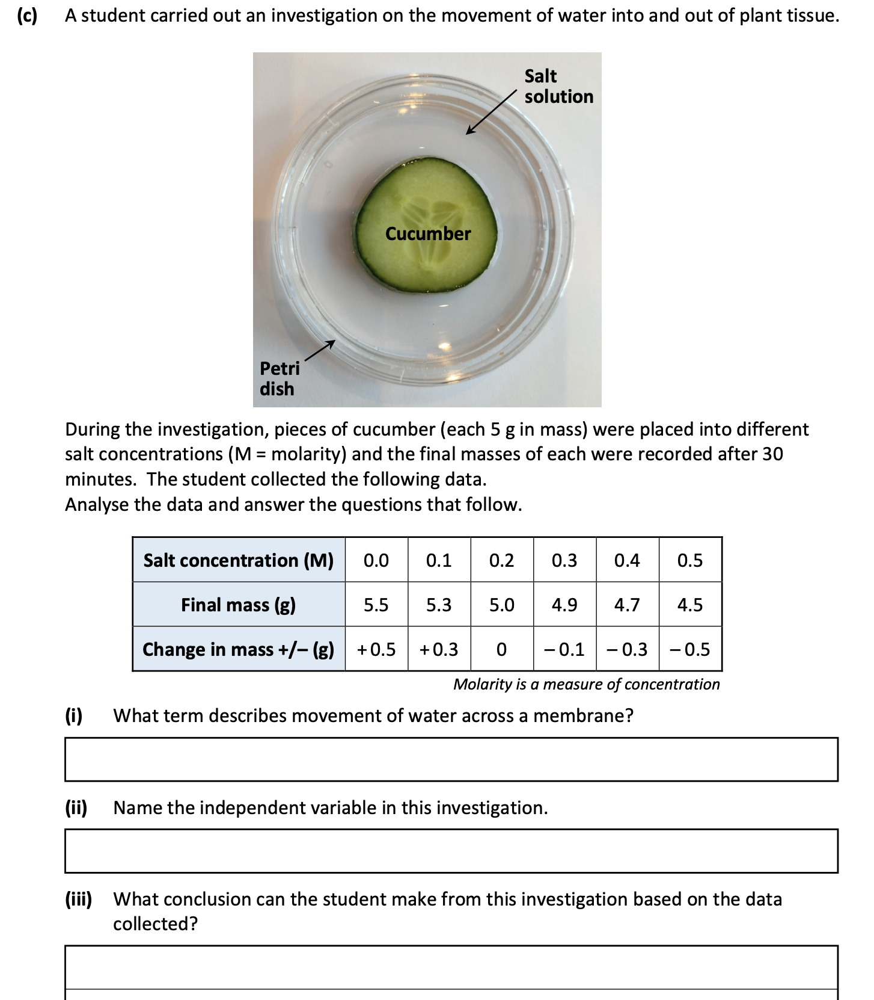 (c) A student carried out an investigation on the movement of water into and out of plant tissue.
Salt
solution
Cucumber
Petri
dish
During the investigation, pieces of cucumber (each 5 g in mass) were placed into different
salt concentrations (M = molarity) and the final masses of each were recorded after 30
minutes. The student collected the following data.
Analyse the data and answer the questions that follow.
Salt concentration (M) 0.0 0.1 0.2 0.3 0.4 0.5
Final mass (g) 5.5 5.3 5.0 4.9 4.7 4.5
Change in mass +/– (g) +0.5 +0.3 0 –0.1 –0.3 –0.5
Molarity is a measure of concentration
(i) What term describes movement of water across a membrane?
(ii) Name the independent variable in this investigation.
(iii) What conclusion can the student make from this investigation based on the data
collected?